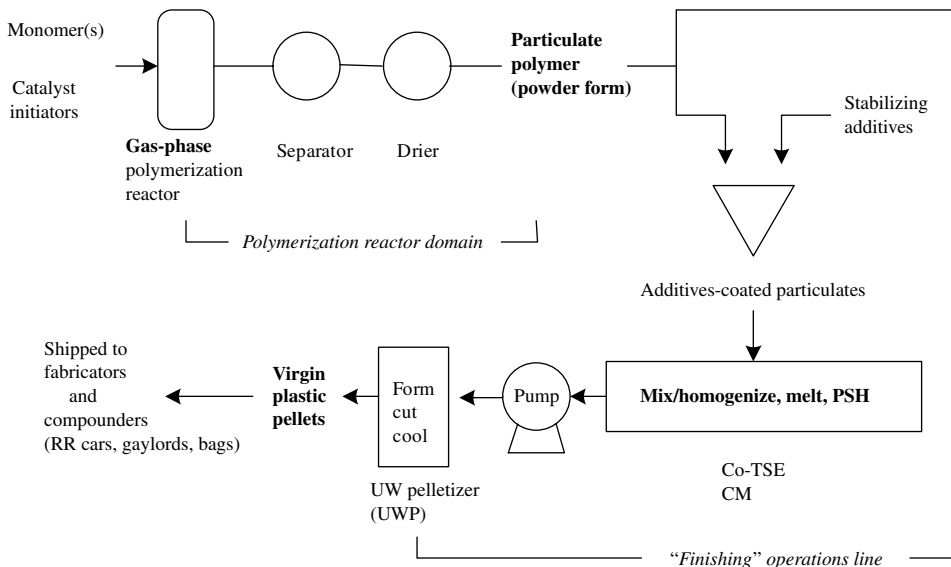 Monomer(s)
Catalyst
initiators
Gas-phase
polymerization
reactor
Separator
Drier
Particulate
polymer
(powder form)
Stabilizing
additives
Polymerization reactor domain
Additives-coated particulates
Mix/homogenize, melt, PSH
Co-TSE
CM
Pump
Form
cut
cool
UW pelletizer
(UWP)
Virgin
plastic
pellets
Shipped to
fabricators
and
compounders
(RR cars, gaylords, bags)
“Finishing” operations line